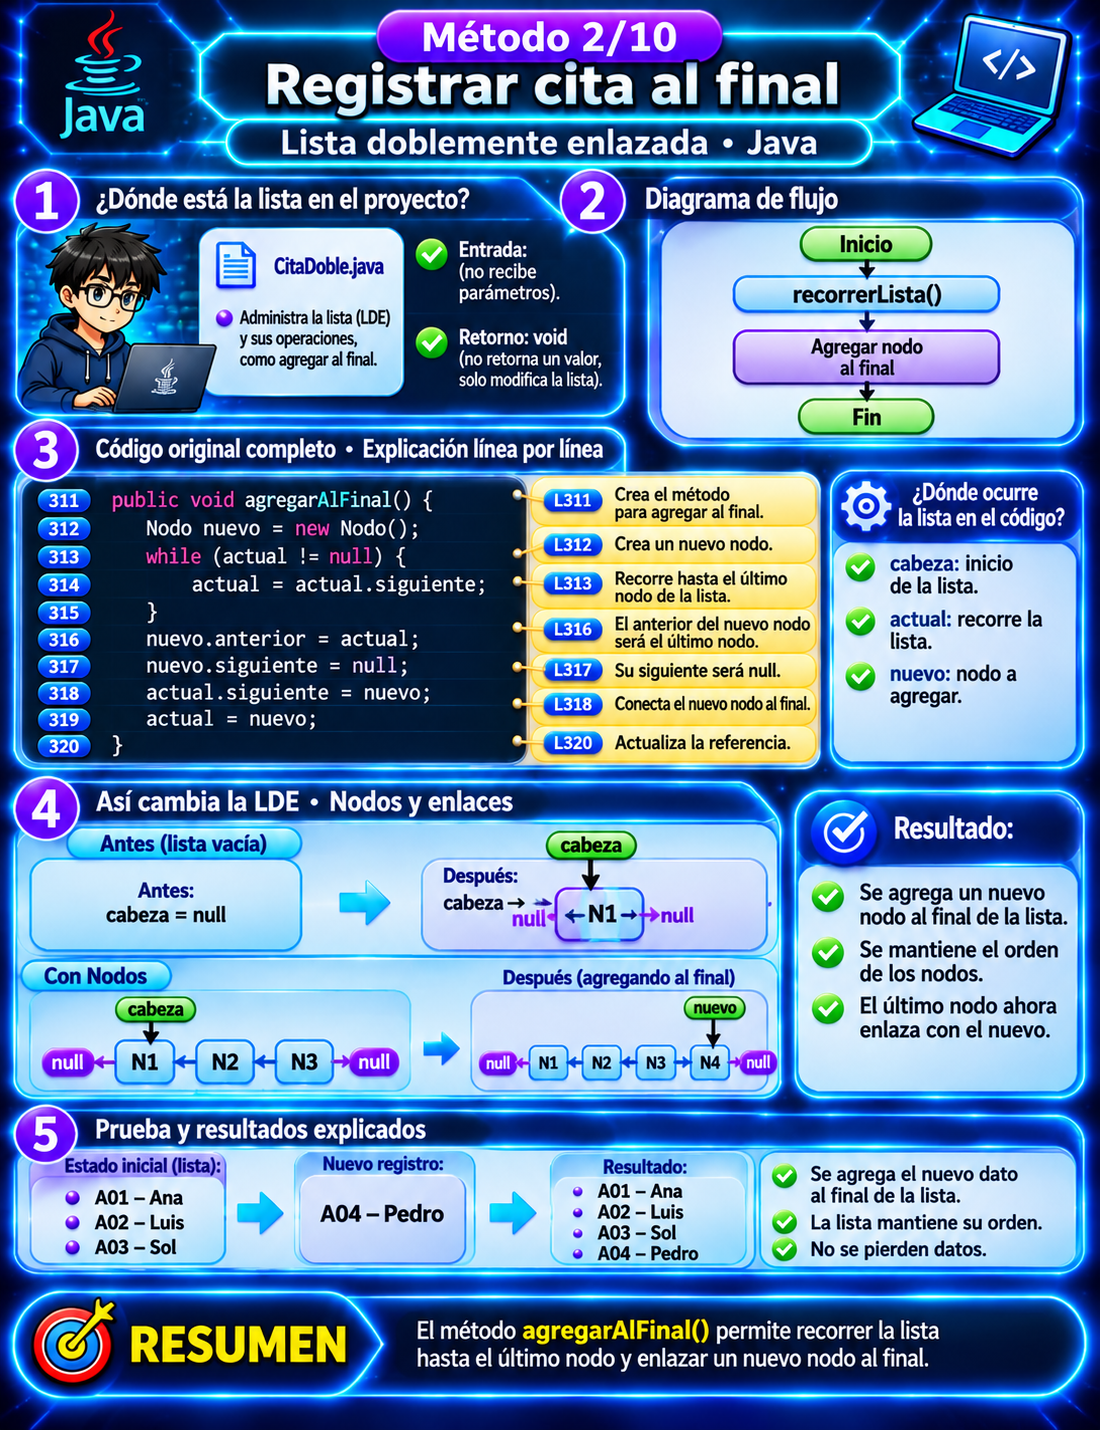 Java
Método 2/10
Registrar cita al final
Lista doblemente enlazada • Java
</>
1
¿Dónde está la lista en el proyecto?
CitaDoble.java
Administra la lista (LDE)
y sus operaciones,
como agregar al final.
Entrada:
(no recibe
parámetros).
Retorno: void
(no retorna un valor,
solo modifica la lista).
2
Diagrama de flujo
Inicio
recorrerLista()
Agregar nodo
al final
Fin
3
Código original completo • Explicación línea por línea
311 public void agregarAlFinal() {
312 Nodo nuevo = new Nodo();
313 while (actual != null) {
314 actual = actual.siguiente;
315 }
316 nuevo.anterior = actual;
317 nuevo.siguiente = null;
318 actual.siguiente = nuevo;
319 actual = nuevo;
320 }
L311 Crea el método
para agregar al final.
L312 Crea un nuevo nodo.
L313 Recorre hasta el último
nodo de la lista.
L316 El anterior del nuevo nodo
será el último nodo.
L317 Su siguiente será null.
L318 Conecta el nuevo nodo al final.
L320 Actualiza la referencia.
¿Dónde ocurre
la lista en el código?
cabeza: inicio
de la lista.
actual: recorre la
lista.
nuevo: nodo a
agregar.
4
Así cambia la LDE • Nodos y enlaces
Antes (lista vacía)
Antes:
cabeza = null
cabeza
Después:
cabeza →
null ←N1→ null
Con Nodos
cabeza
null N1 N2 N3 null
Después (agregando al final)
nuevo
null N1 N2 N3 N4 null
Resultado:
Se agrega un nuevo
nodo al final de la lista.
Se mantiene el orden
de los nodos.
El último nodo ahora
enlaza con el nuevo.
5
Prueba y resultados explicados
Estado inicial (lista):
A01 – Ana
A02 – Luis
A03 – Sol
Nuevo registro:
A04 – Pedro
Resultado:
A01 – Ana
A02 – Luis
A03 – Sol
A04 – Pedro
Se agrega el nuevo dato
al final de la lista.
La lista mantiene su orden.
No se pierden datos.
RESUMEN
El método agregarAlFinal() permite recorrer la lista
hasta el último nodo y enlazar un nuevo nodo al final.